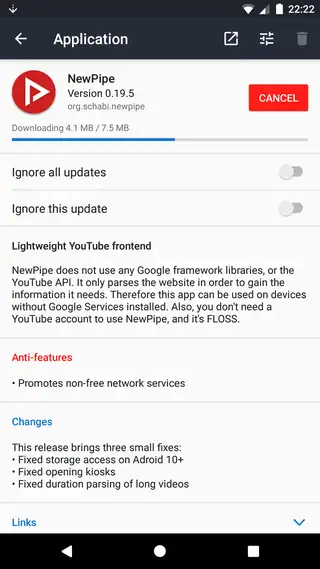 22:22
Application
NewPipe
Version 0.19.5
org.schabi.newpipe
CANCEL
Downloading 4.1 MB / 7.5 MB
Ignore all updates
Ignore this update
Lightweight YouTube frontend
NewPipe does not use any Google framework libraries, or the
YouTube API. It only parses the website in order to gain the
information it needs. Therefore this app can be used on devices
without Google Services installed. Also, you don't need a
YouTube account to use NewPipe, and it's FLOSS.
Anti-features
• Promotes non-free network services
Changes
This release brings three small fixes:
• Fixed storage access on Adroid 10+
• Fixed opening kiosks
• Fixed duration parsing of long videos
Links